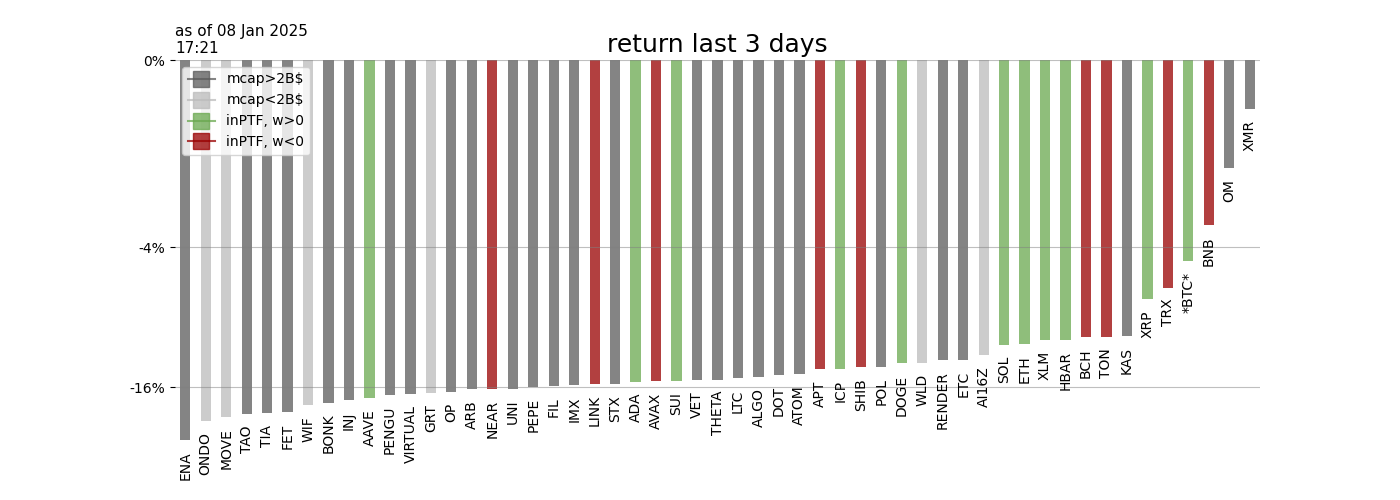 as of 08 Jan 2025
17:21
return last 3 days
0%
-4%
-16%
mcap>2B$
mcap<2B$
inPTF, w>0
inPTF, w<0
ENA
ONDO
MOVE
TAO
TIA
FET
WIF
BONK
INJ
AAVE
PENGU
VIRTUAL
GRT
OP
ARB
NEAR
UNI
PEPE
FIL
IMX
LINK
STX
ADA
AVAX
SUI
VET
THETA
LTC
ALGO
DOT
ATOM
APT
ICP
SHIB
POL
DOGE
WLD
RENDER
ETC
AI16Z
SOL
ETH
XLM
HBAR
BCH
TON
KAS
XRP
TRX
*BTC*
BNB
OM
XMR